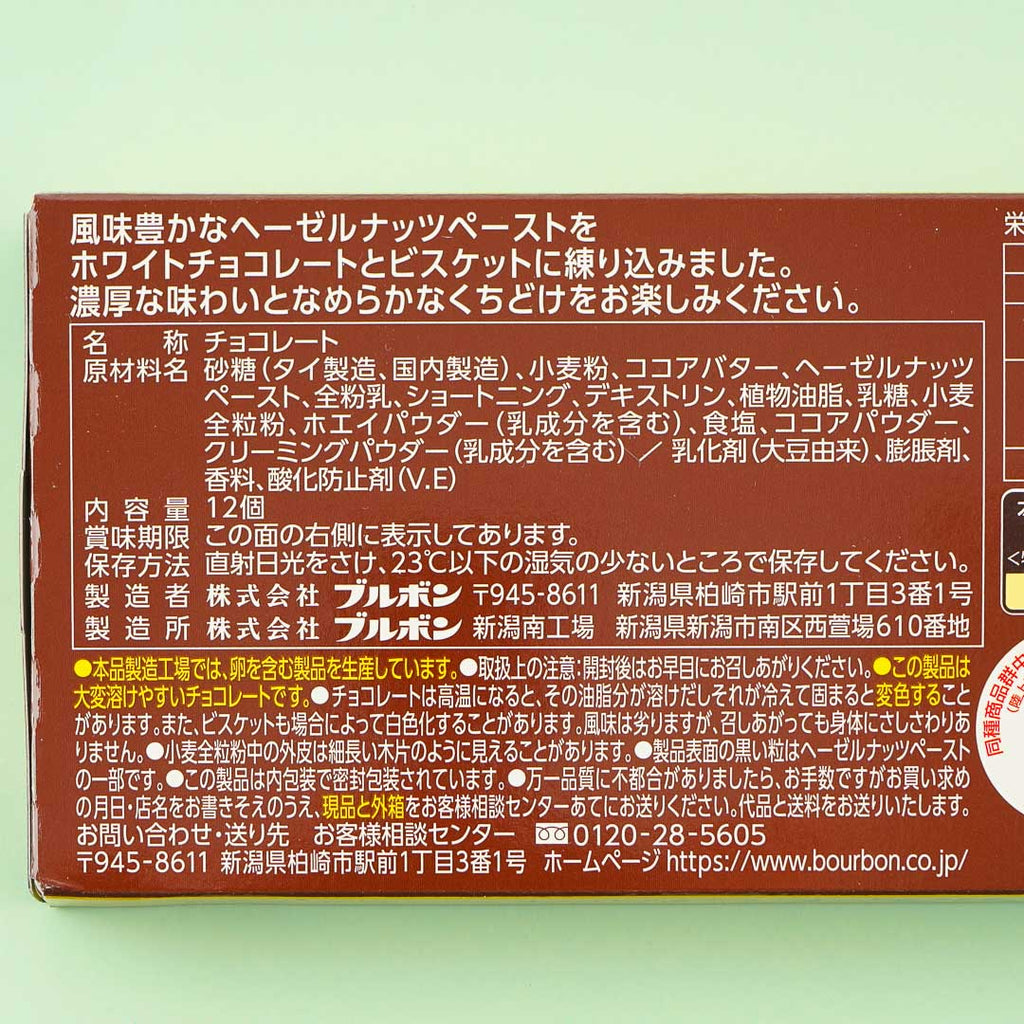 風味豊かなヘーゼルナッツペーストを
ホワイトチョコレートとビスケットに練り込みました。
濃厚な味わいとなめらかなくちどけをお楽しみください。
名称 チョコレート
原材料名 砂糖(タイ製造、国内製造)、小麦粉、ココアバター、ヘーゼルナッツ
ペースト、全粉乳、ショートニング、デキストリン、植物油脂、乳糖、小麦
全粒粉、ホエイパウダー(乳成分を含む)、食塩、ココアパウダー、
クリーミングパウダー(乳成分を含む)/乳化剤(大豆由来)、膨脹剤、
香料、酸化防止剤(V.E)
内容量 12個
賞味期限 この面の右側に表示してあります。
保存方法 直射日光をさけ、23℃以下の湿気の少ないところで保存してください。
製造者 株式会社 ブルボン 〒945-8611 新潟県柏崎市駅前1丁目3番1号
製造所 株式会社 ブルボン 新潟南工場 新潟県新潟市南区西萱場610番地
●本品製造工場では、卵を含む製品を生産しています。●取扱上の注意:開封後はお早目にお召しあがりください。●この製品は
大変溶けやすいチョコレートです。●チョコレートは高温になると、その油脂分が溶けだしそれが冷えて固まると変色すること
があります。また、ビスケットも場合によって白色化することがあります。風味は劣りますが、召しあがっても身体にさしさわりあ
りません。●小麦全粒粉中の外皮は細長い木片のように見えることがあります。●製品表面の黒い粒はヘーゼルナッツペースト
の一部です。●この製品は内包装で密封包装されています。●万一品質に不都合がありましたら、お手数ですがお買い求め
の月日・店名をお書きそえのうえ、現品と外箱をお客様相談センターあてにお送りください。代品と送料をお送りいたします。
お問い合わせ・送り先 お客様相談センター 0120-28-5605
〒945-8611 新潟県柏崎市駅前1丁目3番1号 ホームページ https://www.bourbon.co.jp/
栄
同種商品群中